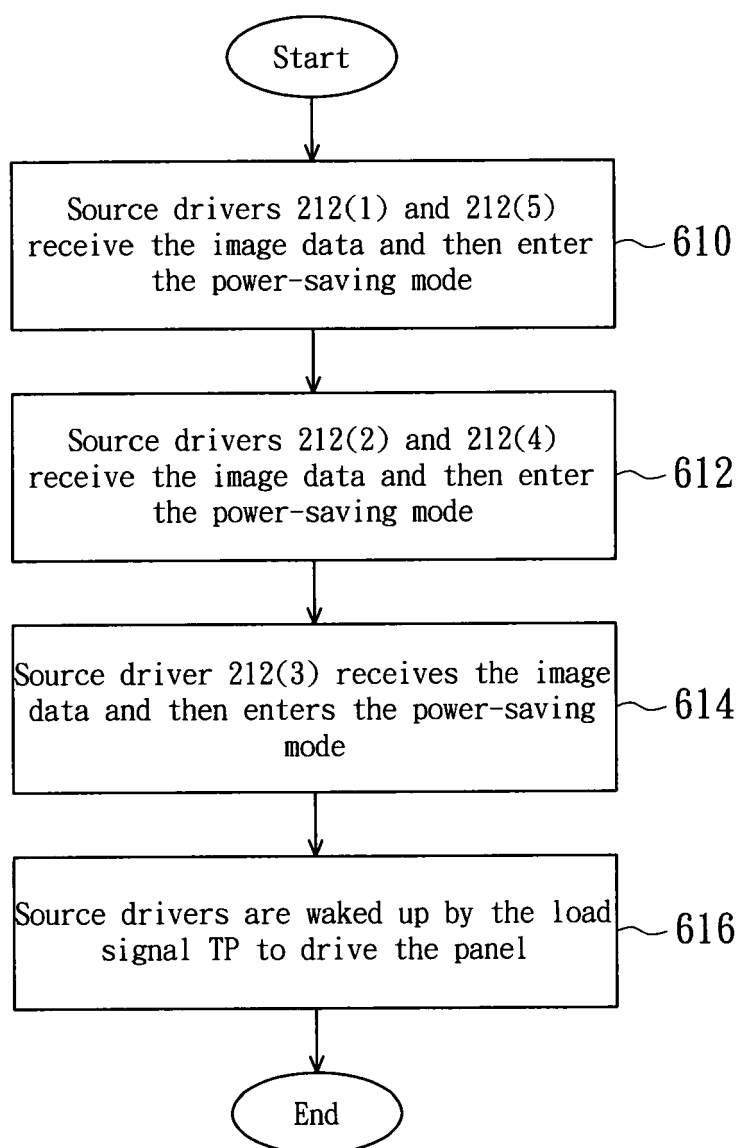 Start
Source drivers 212(1) and 212(5)
receive the image data and then enter
the power-saving mode
610
Source drivers 212(2) and 212(4)
receive the image data and then enter
the power-saving mode
612
Source driver 212(3) receives the image
data and then enters the power-saving
mode
614
Source drivers are waked up by the load
signal TP to drive the panel
616
End